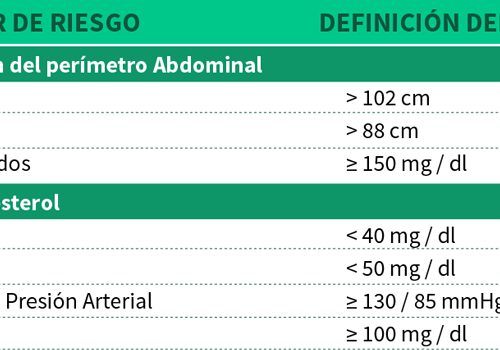 R DE RIESGO DEFINICIÓN DE
n del perímetro Abdominal
> 102 cm
> 88 cm
dos ≥ 150 mg / dl
esterol
< 40 mg / dl
< 50 mg / dl
Presión Arterial ≥ 130 / 85 mmHg
≥ 100 mg / dl